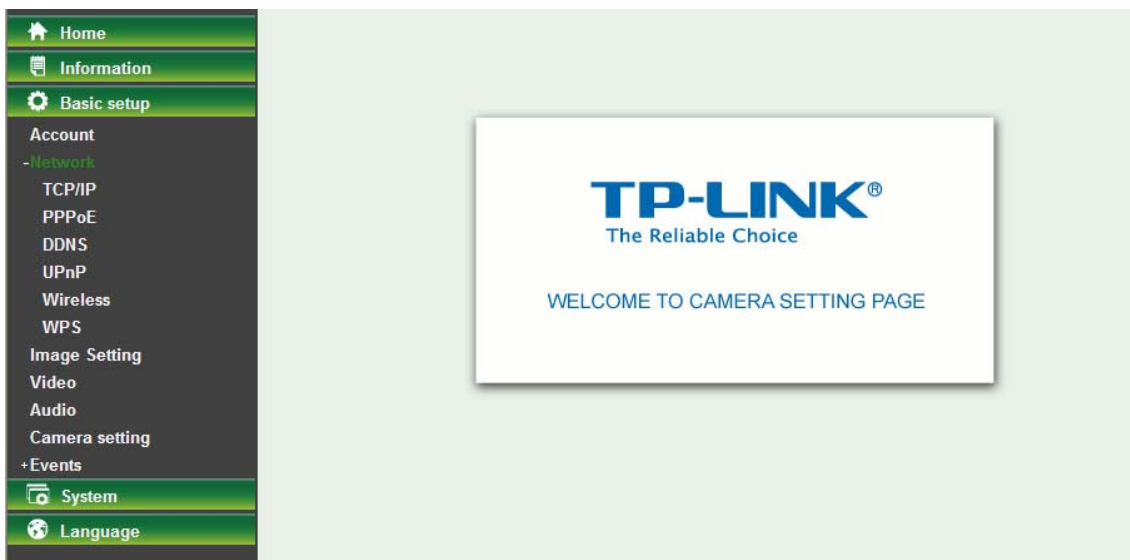 Home
Information
Basic setup
Account
-Network
TCP/IP
PPPoE
DDNS
UPnP
Wireless
WPS
Image Setting
Video
Audio
Camera setting
+Events
System
Language
TP-LINK®
The Reliable Choice
WELCOME TO CAMERA SETTING PAGE